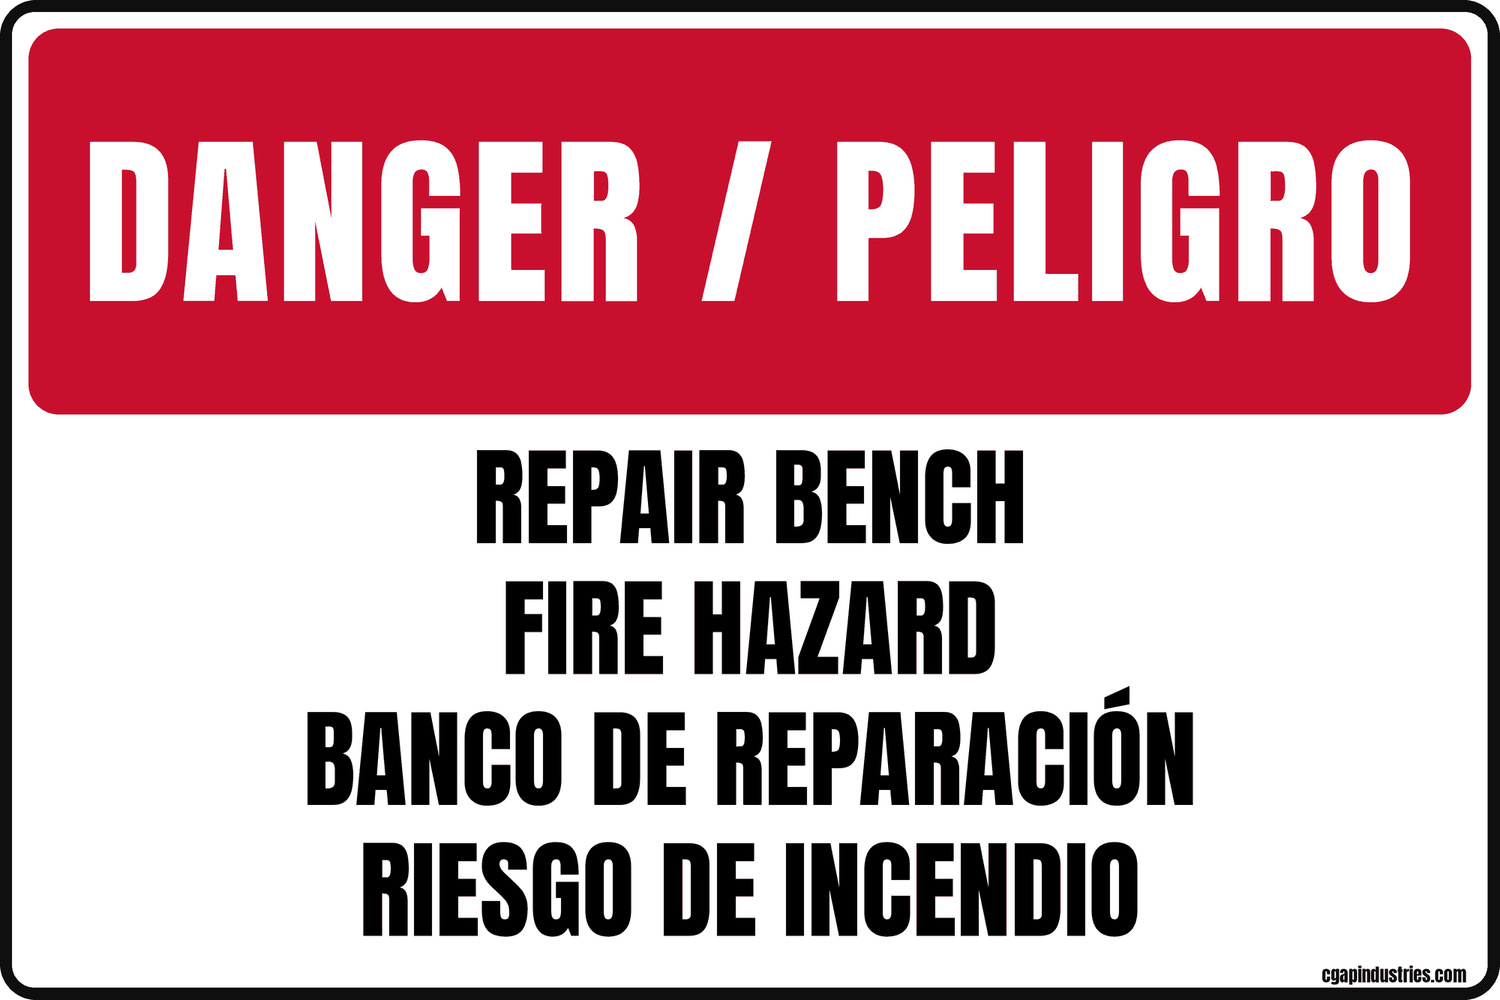 DANGER / PELIGRO
REPAIR BENCH
FIRE HAZARD
BANCO DE REPARACIÓN
RIESGO DE INCENDIO
cgapindustries.com